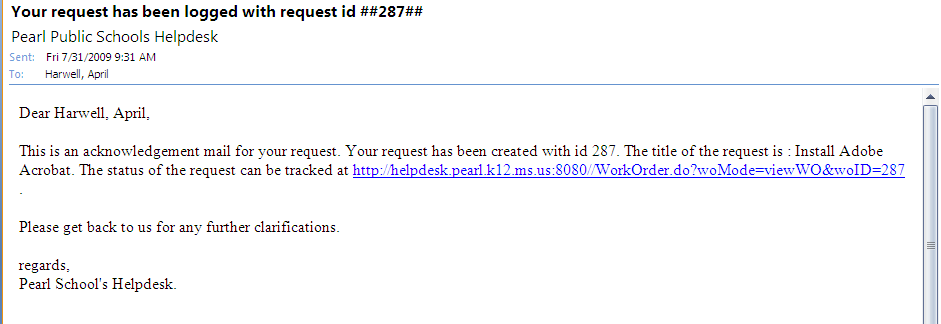 Your request has been logged with request id ##287##
Pearl Public Schools Helpdesk
Sent: Fri 7/31/2009 9:31 AM
To: Harwell, April
Dear Harwell, April,
This is an acknowledgement mail for your request. Your request has been created with id 287. The title of the request is : Install Adobe
Acrobat. The status of the request can be tracked at http://helpdesk.pearl.k12.ms.us:8080//WorkOrder.do?woMode=viewWO&woID=287
.
Please get back to us for any further clarifications.
regards,
Pearl School's Helpdesk.